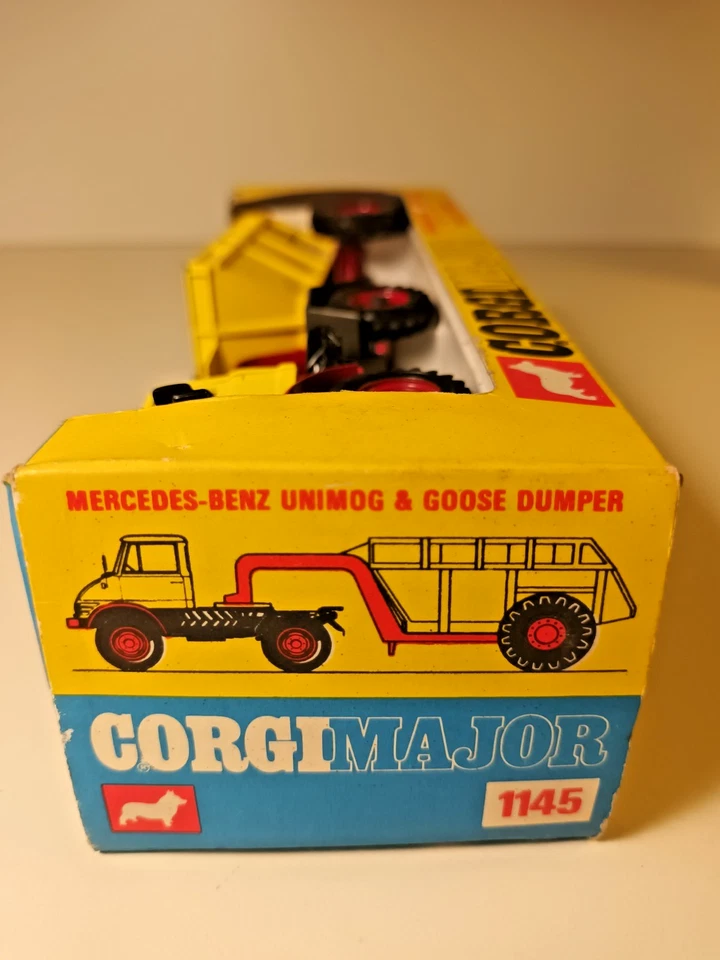 CORGI
MERCEDES-BENZ UNIMOG & GOOSE DUMPER
CORGIMAJOR
1145